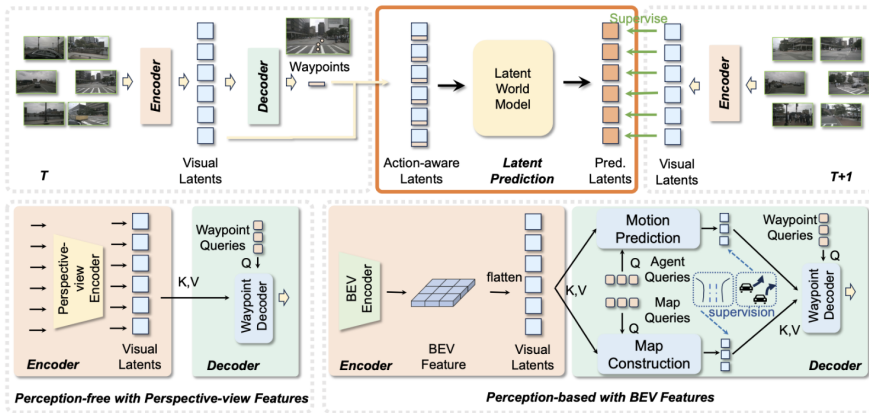 Encoder
Decoder
Waypoints
Visual
Latents
T
Action-aware
Latents
Latent
World
Model
Latent
Prediction
Supervise
Pred.
Latents
Visual
Latents
Encoder
T+1
Perspective-
view
Encoder
Visual
Latents
Encoder
K,V
Waypoint
Queries
Q
Waypoint
Decoder
Decoder
Perception-free with Perspective-view Features
BEV
Encoder
Encoder
BEV
Feature
flatten
Visual
Latents
K,V
Motion
Prediction
Q
Agent
Queries
Map
Queries
Q
Map
Construction
supervision
K,V
Waypoint
Queries
Q
Waypoint
Decoder
Decoder
Perception-based with BEV Features